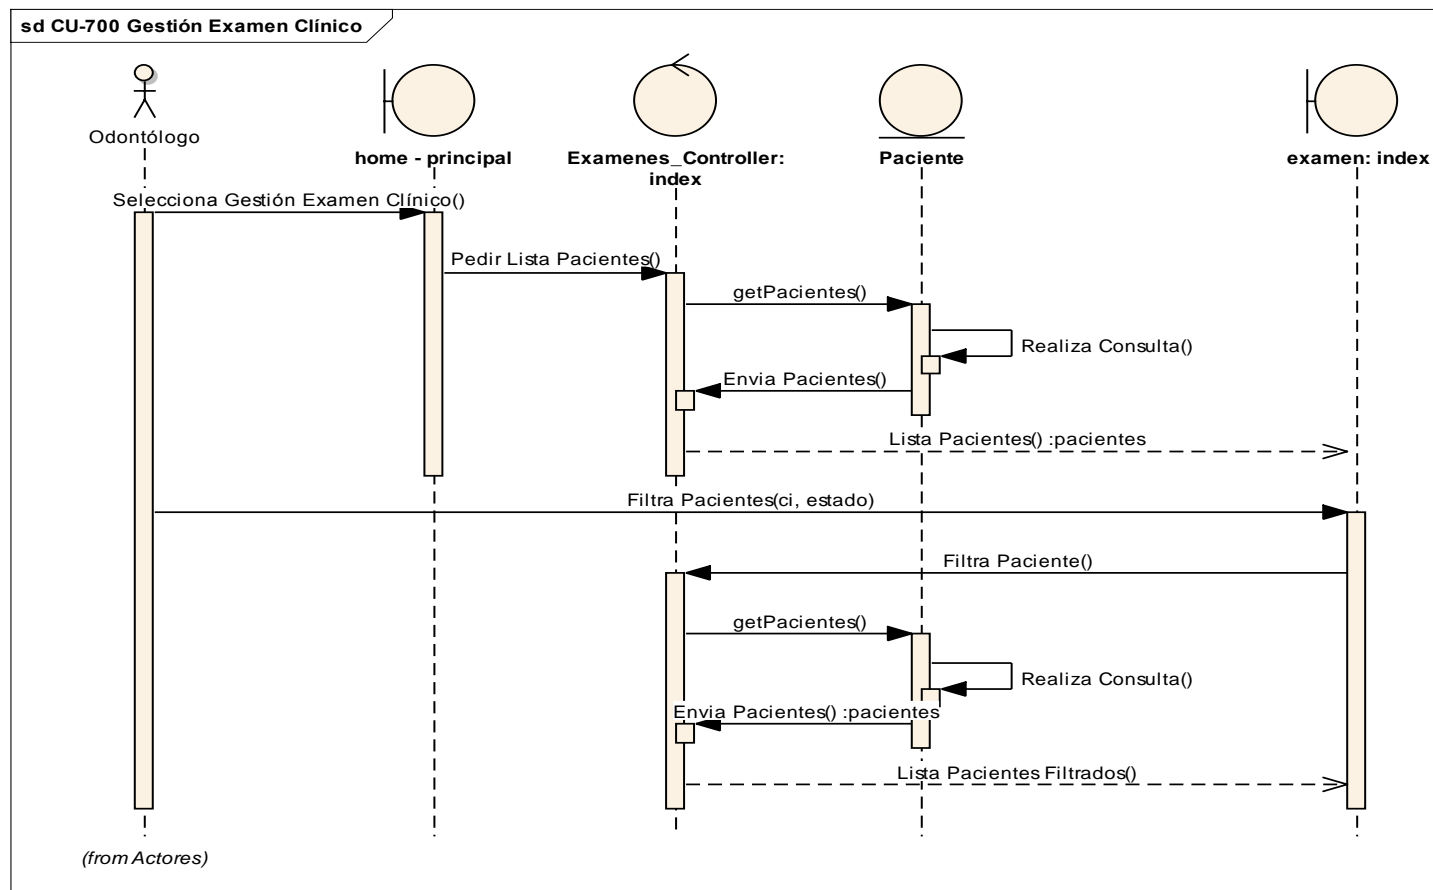 sd CU-700 Gestión Examen Clínico
Odontólogo
home - principal
Examenes_Controller:
index
Paciente
examen: index
Selecciona Gestión Examen Clínico()
Pedir Lista Pacientes()
getPacientes()
Realiza Consulta()
Envia Pacientes()
Lista Pacientes() :pacientes
Filtra Pacientes(ci, estado)
Filtra Paciente()
getPacientes()
Realiza Consulta()
Envia Pacientes() :pacientes
Lista Pacientes Filtrados()
(from Actores)